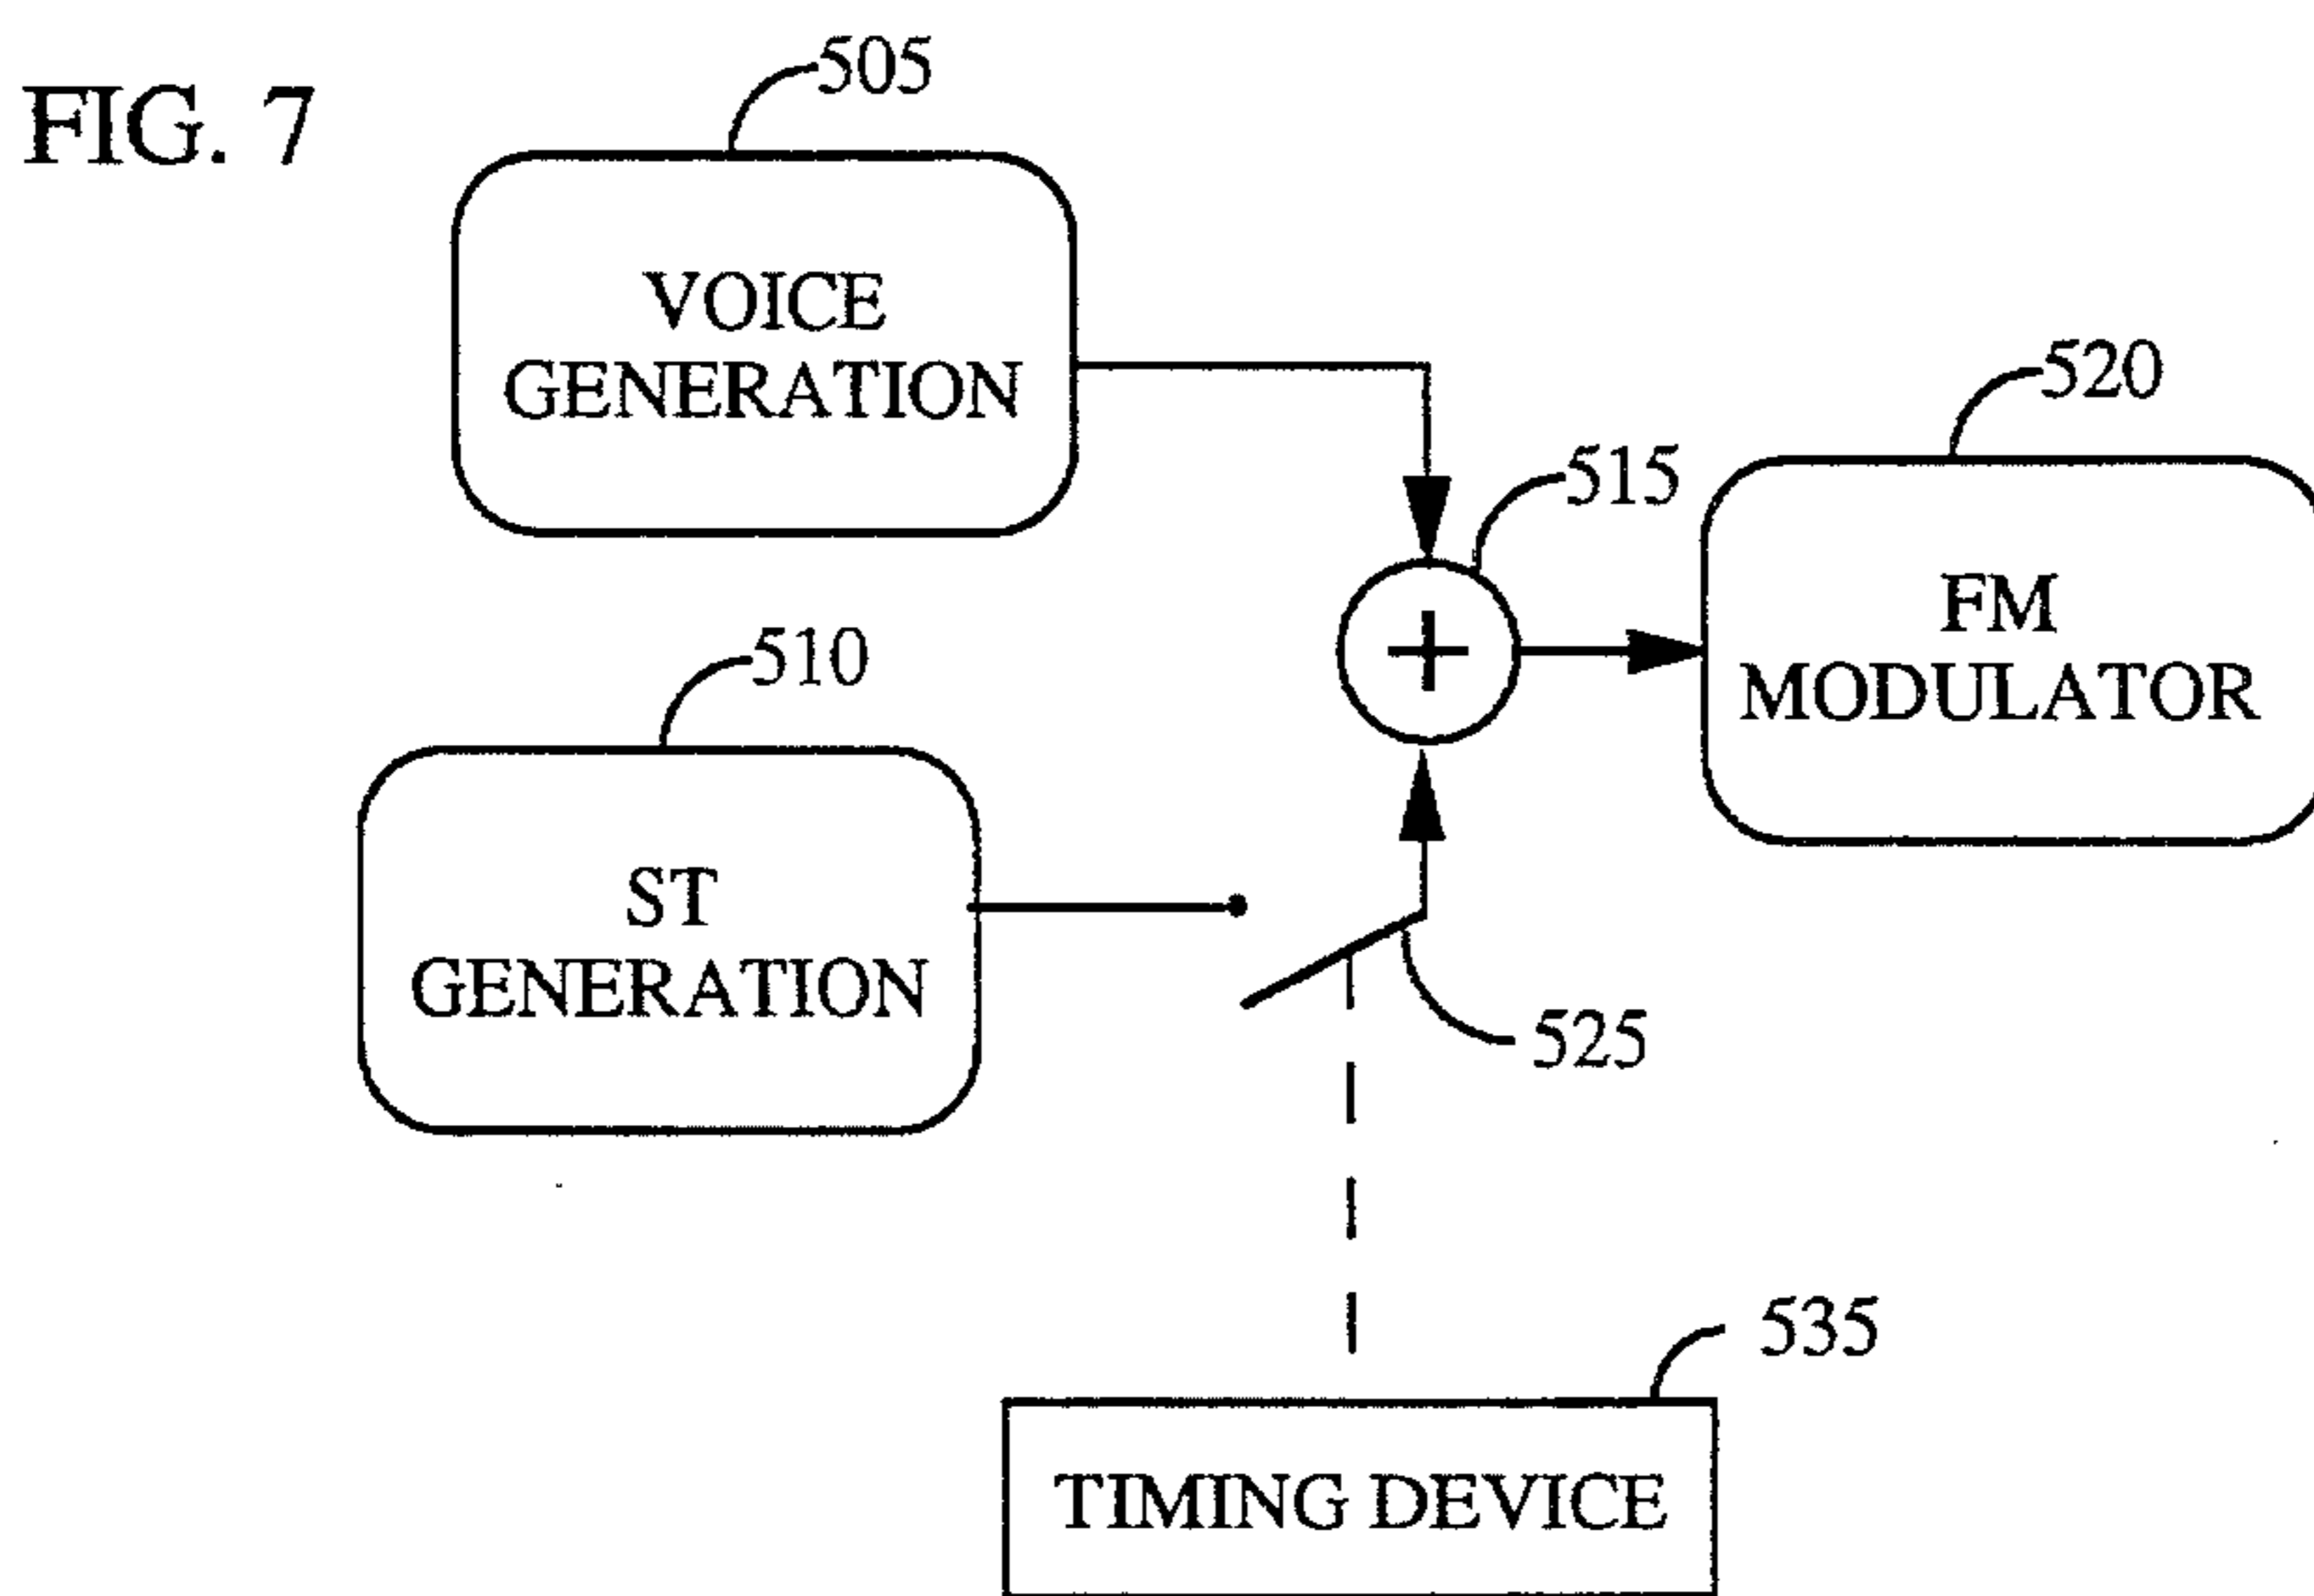 FIG. 7
505
VOICE
GENERATION
520
515
FM
MODULATOR
510
ST
GENERATION
525
535
TIMING DEVICE